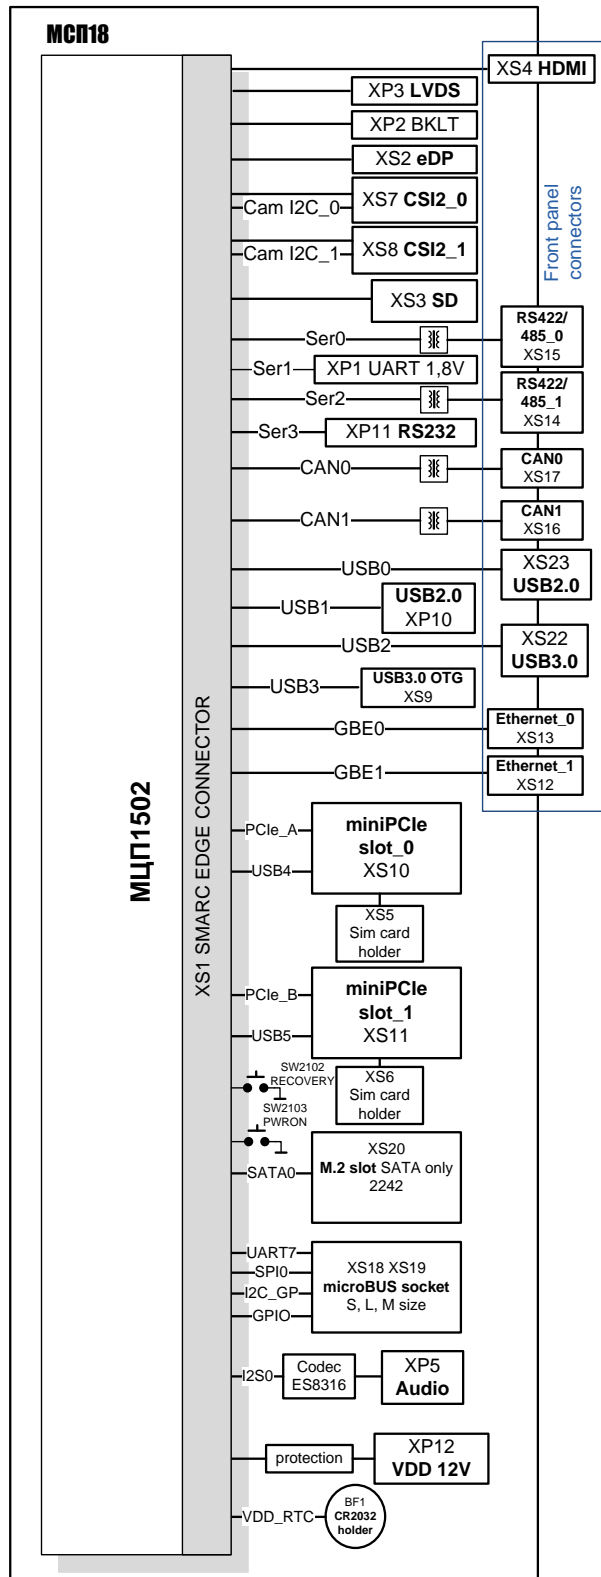 МСП18
XS4 HDMI
XP3 LVDS
XP2 BKLT
XS2 eDP
Cam I2C_0
XS7 CSI2_0
Cam I2C_1
XS8 CSI2_1
Front panel
connectors
XS3 SD
Ser0
RS422/
485_0
XS15
Ser1
XP1 UART 1,8V
Ser2
RS422/
485_1
XS14
Ser3
XP11 RS232
CAN0
CAN0
XS17
CAN1
CAN1
XS16
USB0
XS23
USB2.0
USB1
USB2.0
XP10
USB2
XS22
USB3.0
USB3
USB3.0 OTG
XS9
GBE0
Ethernet_0
XS13
GBE1
Ethernet_1
XS12
МЦП1502
XS1 SMARC EDGE CONNECTOR
PCIe_A
USB4
miniPCIe
slot_0
XS10
XS5
Sim card
holder
PCIe_B
USB5
miniPCIe
slot_1
XS11
SW2102
RECOVERY
XS6
Sim card
holder
SW2103
PWRON
SATA0
XS20
M.2 slot SATA only
2242
UART7
SPI0
I2C_GP
GPIO
XS18 XS19
microBUS socket
S, L, M size
I2S0
Codec
ES8316
XP5
Audio
protection
XP12
VDD 12V
VDD_RTC
BF1
CR2032
holder